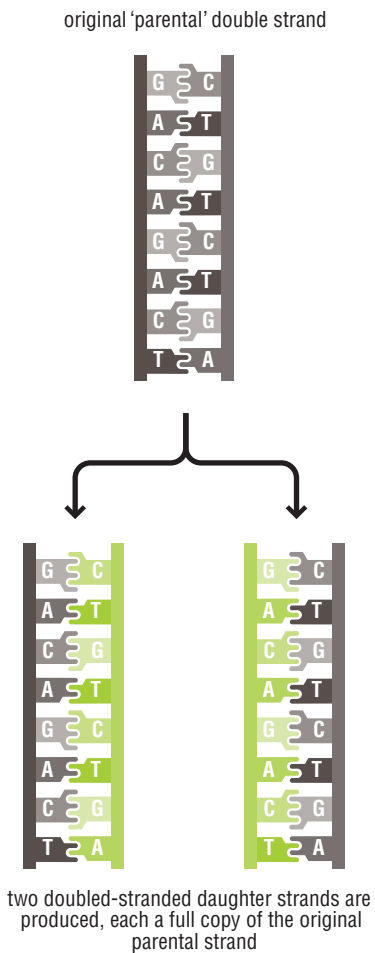 original ‘parental’ double strand
G C
A T
C G
A T
G C
A T
C G
T A
G C
A T
C G
A T
G C
A T
C G
T A
G C
A T
C G
A T
G C
A T
C G
T A
two doubled-stranded daughter strands are
produced, each a full copy of the original
parental strand